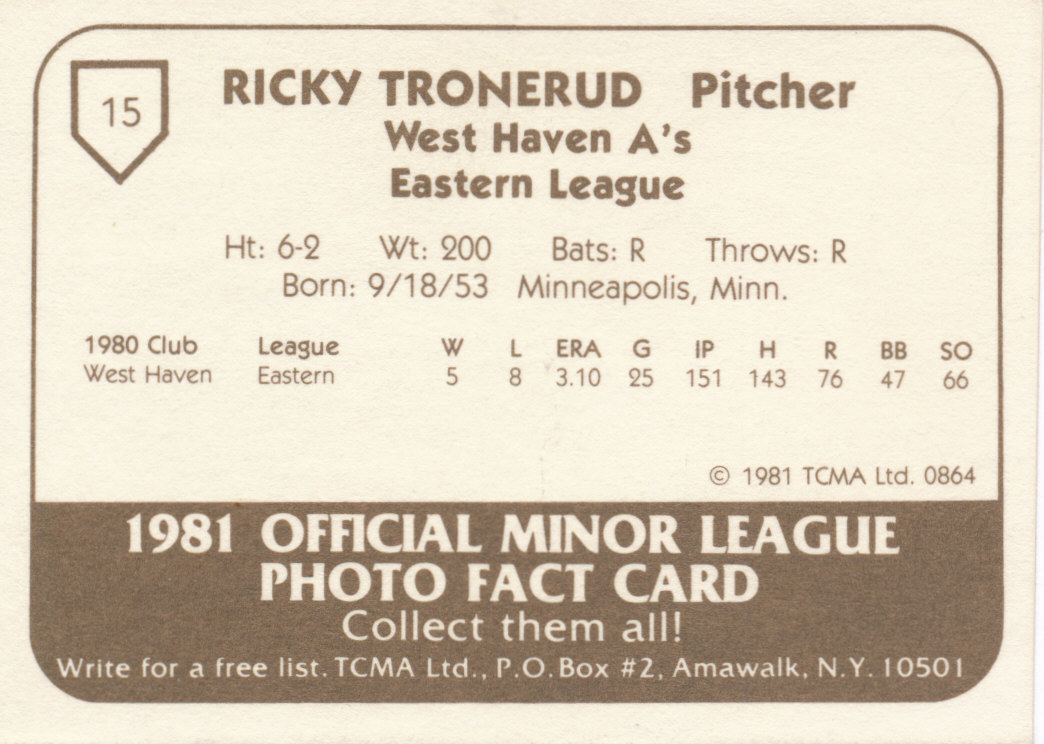 15
RICKY TRONERUD Pitcher
West Haven A's
Eastern League
Ht: 6-2 Wt: 200 Bats: R Throws: R
Born: 9/18/53 Minneapolis, Minn.
1980 Club League W L ERA G IP H R BB SO
West Haven Eastern 5 8 3.10 25 151 143 76 47 66
© 1981 TCMA Ltd. 0864
1981 OFFICIAL MINOR LEAGUE
PHOTO FACT CARD
Collect them all!
Write for a free list. TCMA Ltd., P.O. Box #2, Amawalk, N.Y. 10501